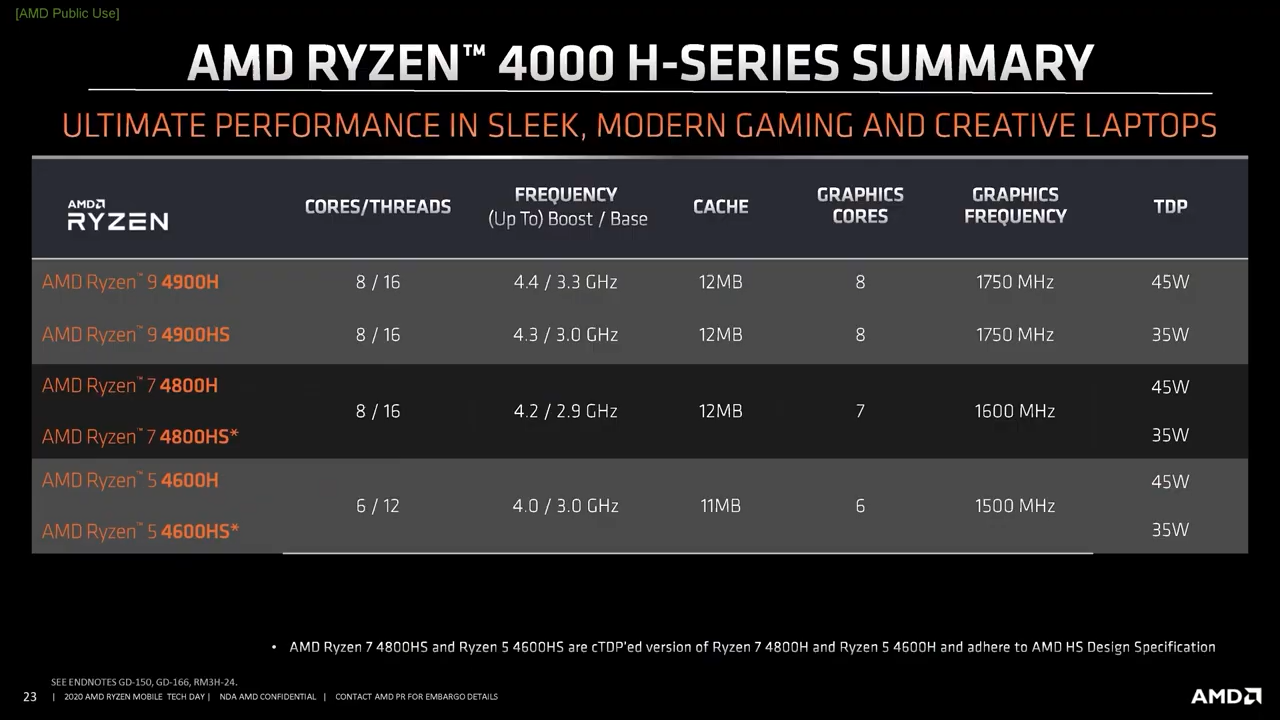 [AMD Public Use]
AMD RYZEN™ 4000 H-SERIES SUMMARY
ULTIMATE PERFORMANCE IN SLEEK, MODERN GAMING AND CREATIVE LAPTOPS
AMD RYZEN CORES/THREADS FREQUENCY (Up To) Boost / Base CACHE GRAPHICS CORES GRAPHICS FREQUENCY TDP
AMD Ryzen™ 9 4900H 8 / 16 4.4 / 3.3 GHz 12MB 8 1750 MHz 45W
AMD Ryzen™ 9 4900HS 8 / 16 4.3 / 3.0 GHz 12MB 8 1750 MHz 35W
AMD Ryzen™ 7 4800H 45W
8 / 16 4.2 / 2.9 GHz 12MB 7 1600 MHz
AMD Ryzen™ 7 4800HS* 35W
AMD Ryzen™ 5 4600H 45W
6 / 12 4.0 / 3.0 GHz 11MB 6 1500 MHz
AMD Ryzen™ 5 4600HS* 35W
• AMD Ryzen 7 4800HS and Ryzen 5 4600HS are cTDP'ed version of Ryzen 7 4800H and Ryzen 5 4600H and adhere to AMD HS Design Specification
SEE ENDNOTES GD-150, GD-166, RM3H-24.
23 | 2020 AMD RYZEN MOBILE TECH DAY | NDA AMD CONFIDENTIAL | CONTACT AMD PR FOR EMBARGO DETAILS
AMD